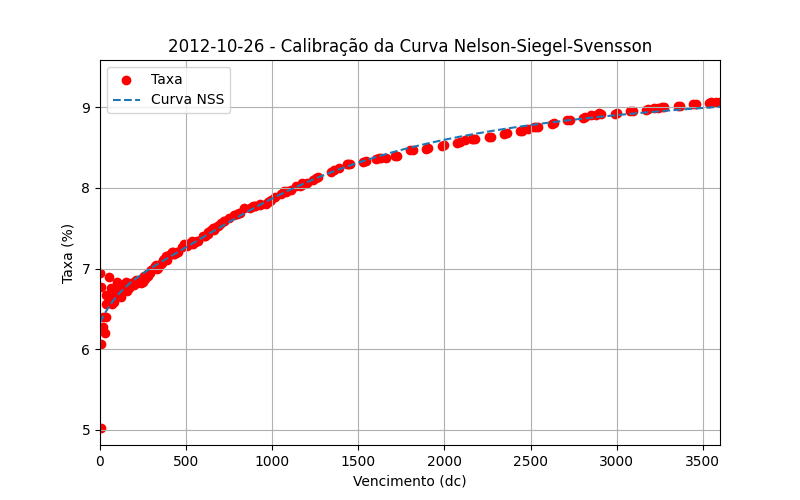 2012-10-26 - Calibração da Curva Nelson-Siegel-Svensson
Taxa
Curva NSS
Taxa (%)
9
8
7
6
5
0 500 1000 1500 2000 2500 3000 3500
Vencimento (dc)